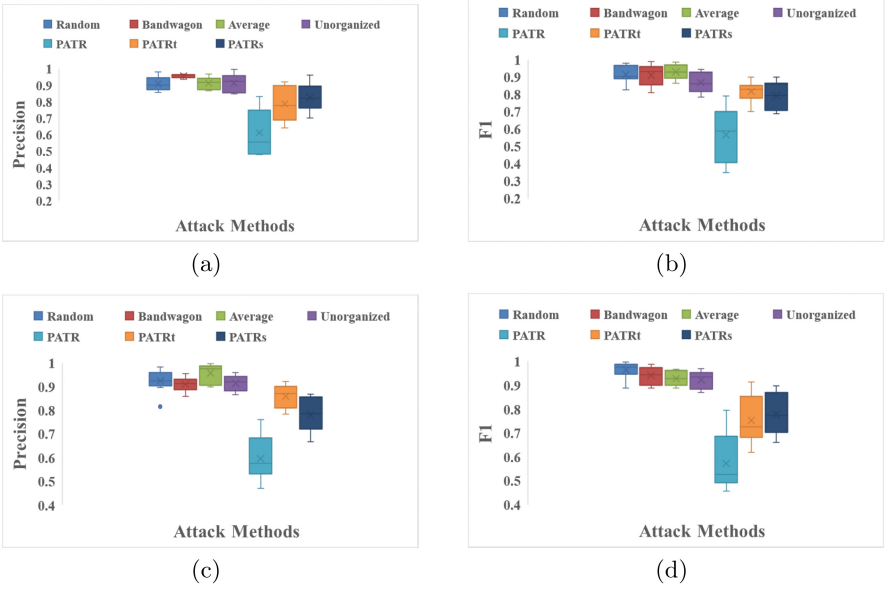 Random Bandwagon Average Unorganized
PATR PATRt PATRs
1
0.9
0.8
0.7
0.6
0.5
0.4
0.3
0.2
Precision
Attack Methods
(a)
Random Bandwagon Average Unorganized
PATR PATRt PATRs
1
0.9
0.8
0.7
0.6
0.5
0.4
0.3
0.2
F1
Attack Methods
(b)
Random Bandwagon Average Unorganized
PATR PATRt PATRs
1
0.9
0.8
0.7
0.6
0.5
0.4
Precision
Attack Methods
(c)
Random Bandwagon Average Unorganized
PATR PATRt PATRs
1
0.9
0.8
0.7
0.6
0.5
0.4
F1
Attack Methods
(d)